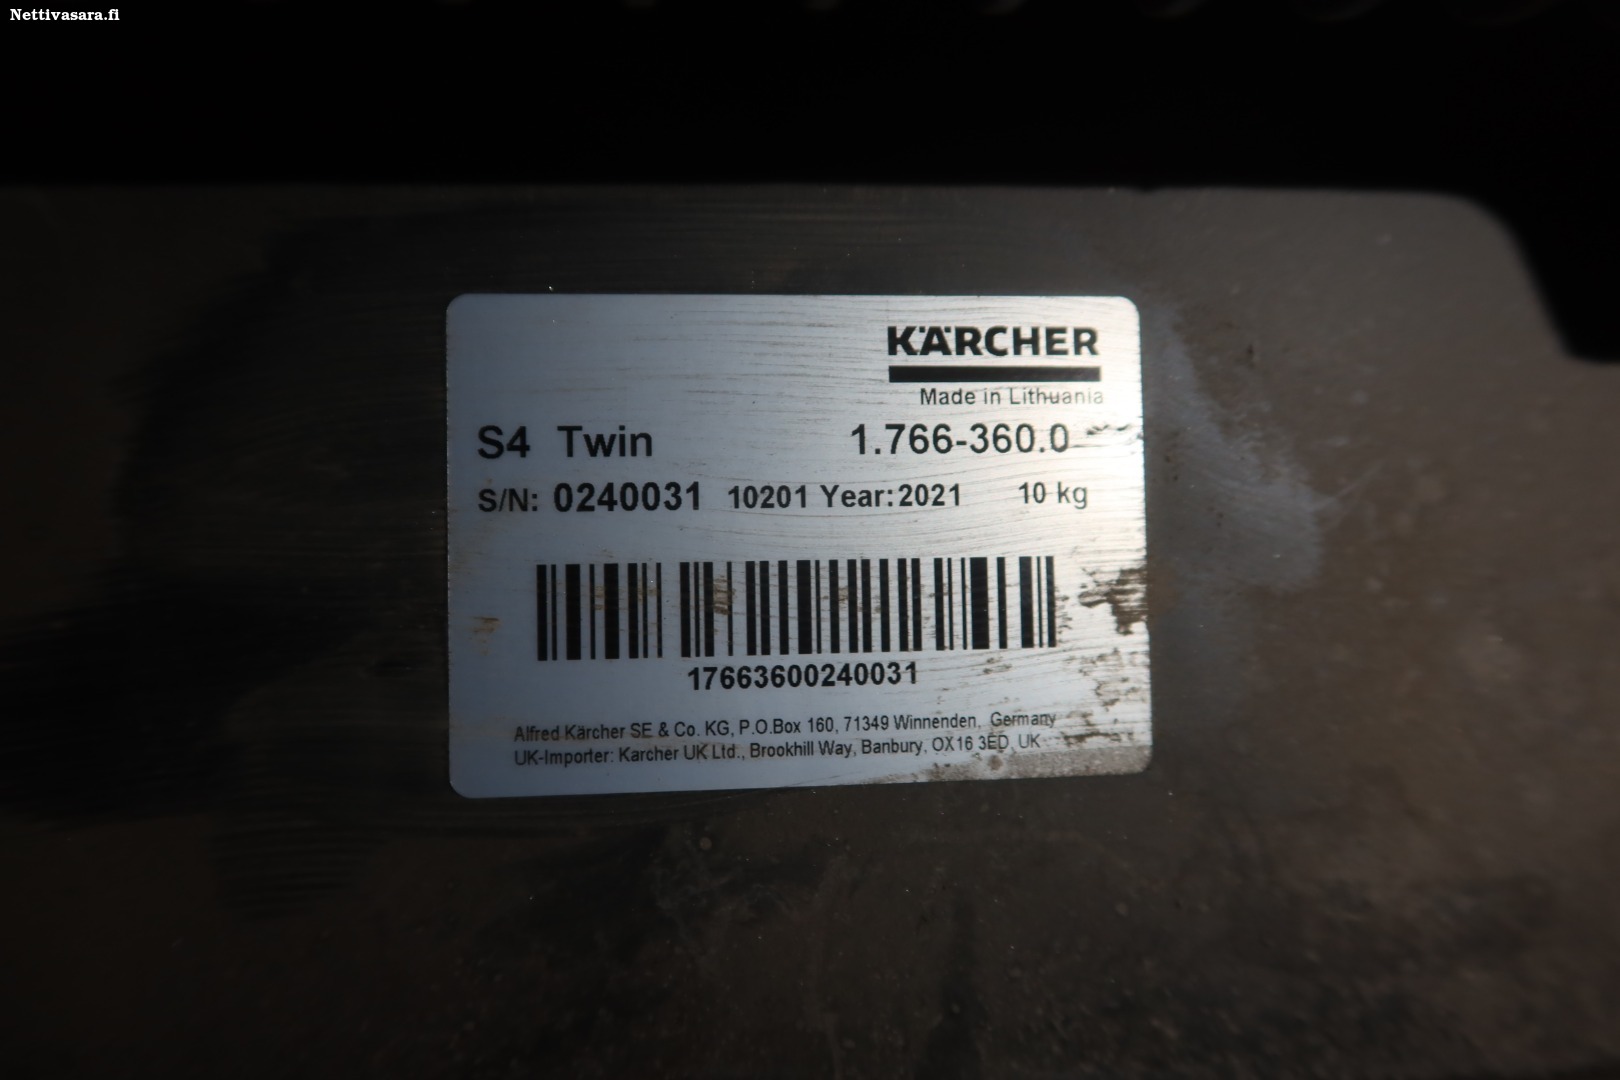 Nettivasara.fi
KÄRCHER
Made in Lithuania
S4 Twin 1.766-360.0
S/N: 0240031 10201 Year: 2021 10 kg
17663600240031
Alfred Kärcher SE & Co. KG, P.O.Box 160, 71349 Winnenden, Germany
UK-Importer: Karcher UK Ltd., Brookhill Way, Banbury, OX16 3ED, UK